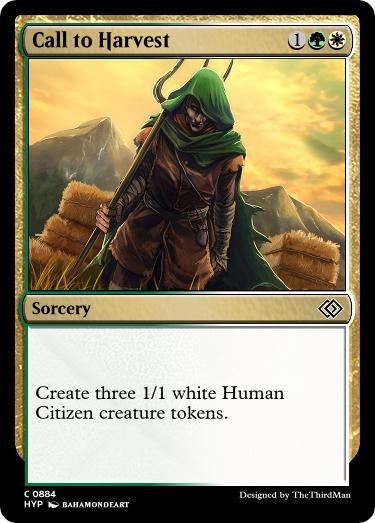 Call to Harvest 1
Sorcery
Create three 1/1 white Human
Citizen creature tokens.
C 0884
HYP BAHAMONDEART
Designed by TheThirdMan